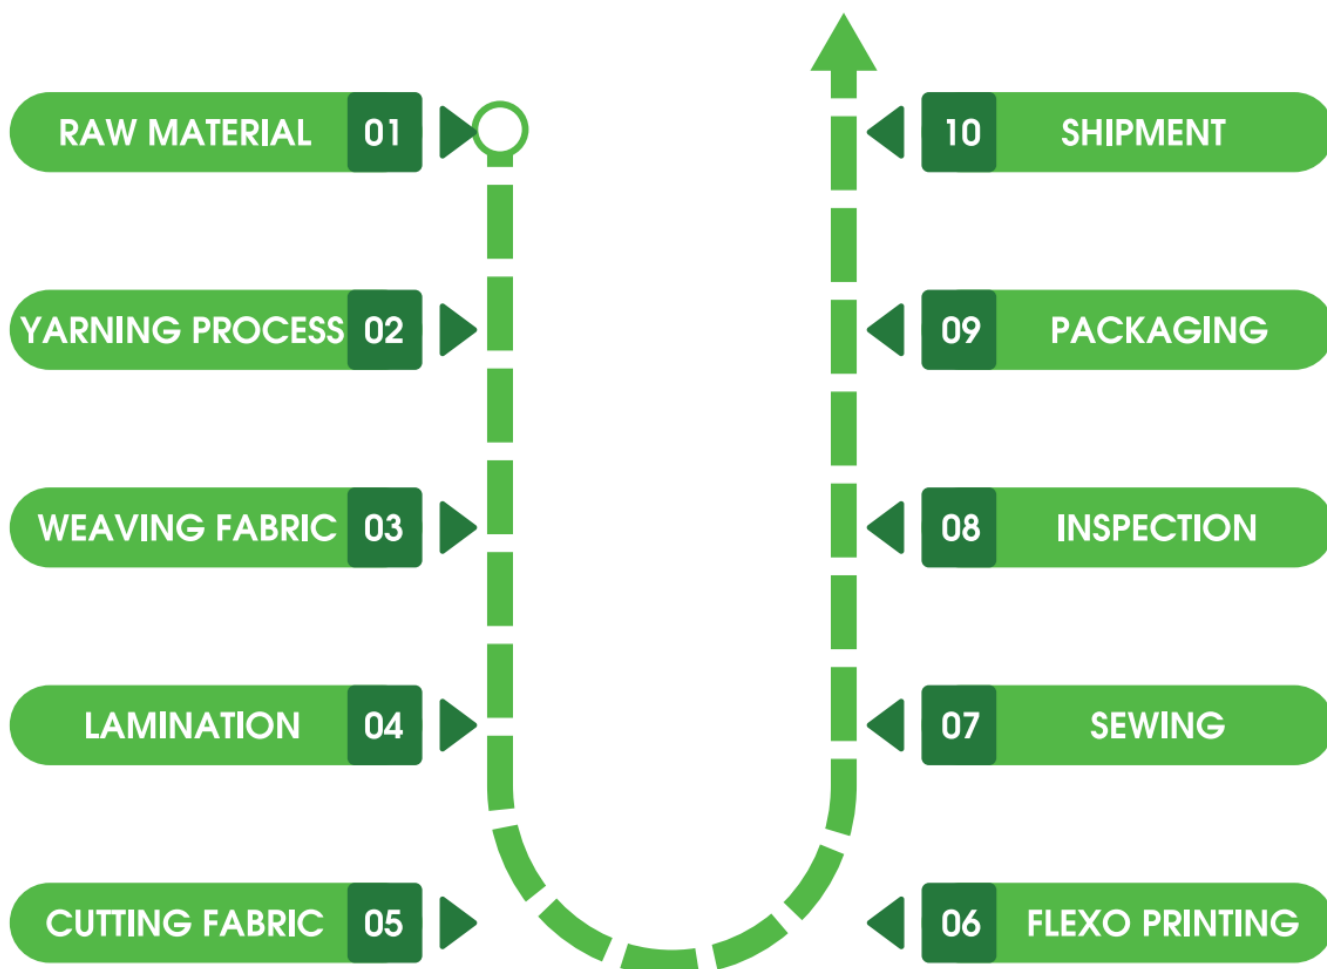 RAW MATERIAL 01
YARNING PROCESS 02
WEAVING FABRIC 03
LAMINATION 04
CUTTING FABRIC 05
06 FLEXO PRINTING
07 SEWING
08 INSPECTION
09 PACKAGING
10 SHIPMENT